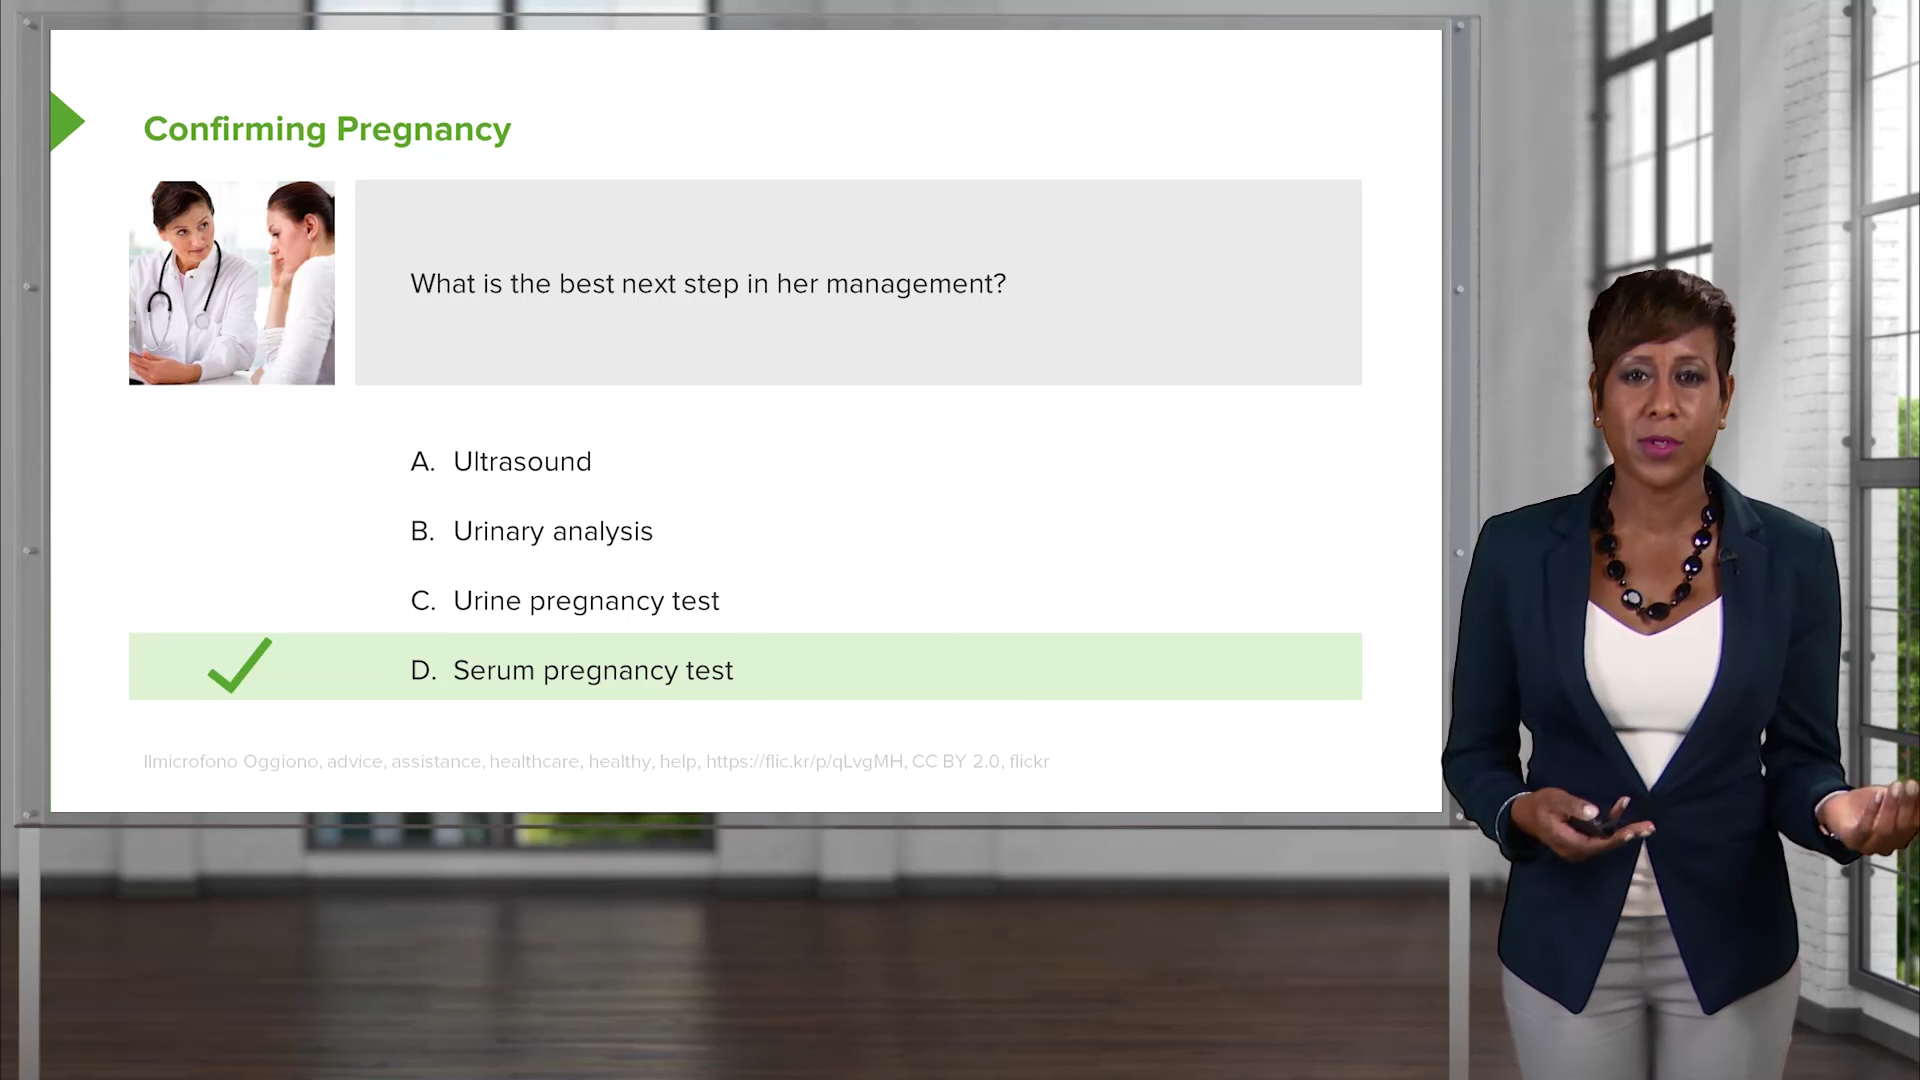 Confirming Pregnancy
What is the best next step in her management?
A. Ultrasound
B. Urinary analysis
C. Urine pregnancy test
D. Serum pregnancy test
Ilmicrofono Oggiono, advice, assistance, healthcare, healthy, help, https://flic.kr/p/qLvgMH, CC BY 2.0, flickr